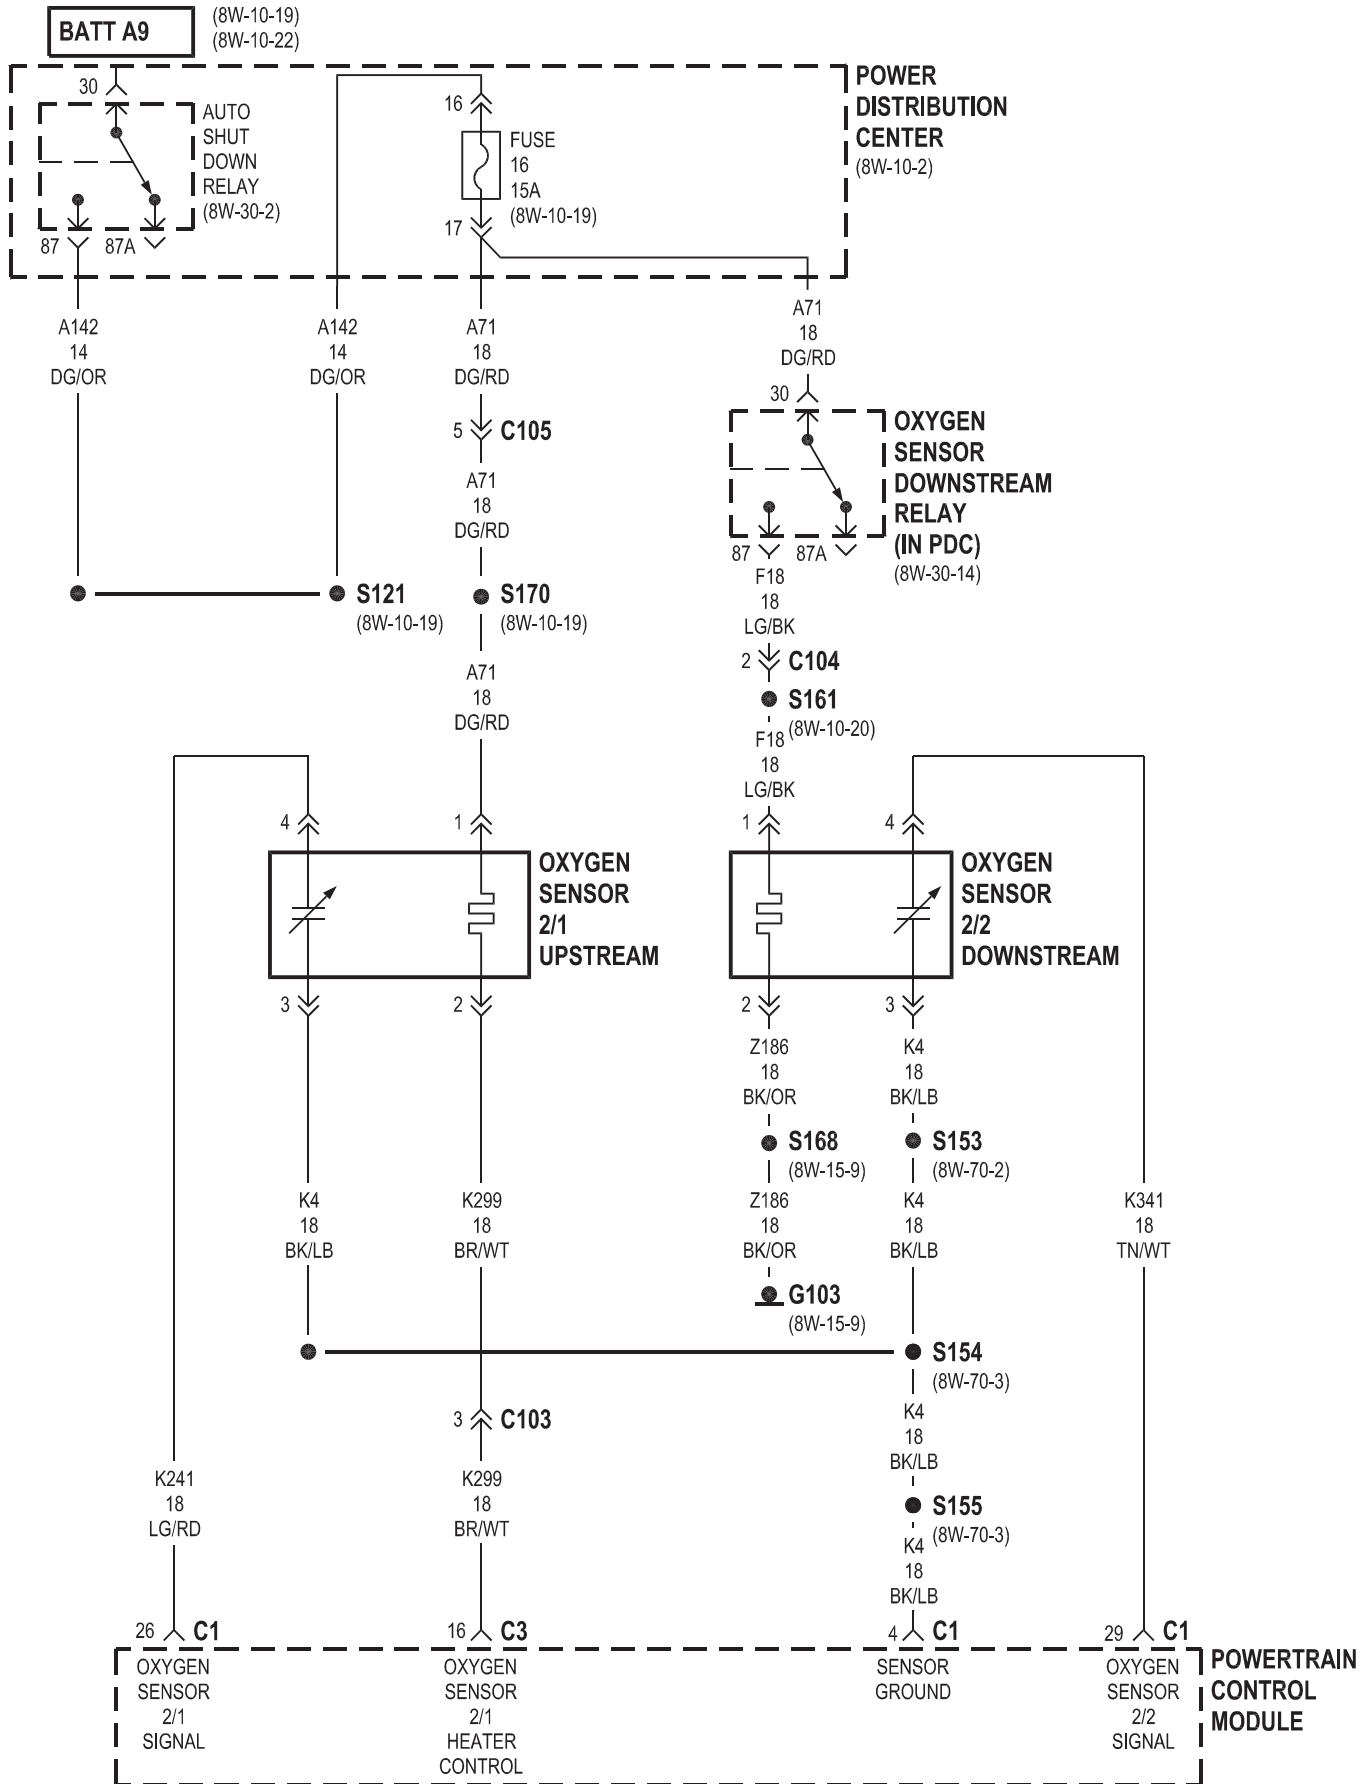 BATT A9
(8W-10-19)
(8W-10-22)
30
AUTO
SHUT
DOWN
RELAY
(8W-30-2)
87
87A
16
FUSE
16
15A
(8W-10-19)
17
POWER
DISTRIBUTION
CENTER
(8W-10-2)
A142
14
DG/OR
A142
14
DG/OR
A71
18
DG/RD
A71
18
DG/RD
5
C105
A71
18
DG/RD
30
OXYGEN
SENSOR
DOWNSTREAM
RELAY
(IN PDC)
(8W-30-14)
87
87A
S121
(8W-10-19)
S170
(8W-10-19)
F18
18
LG/BK
2
C104
S161
(8W-10-20)
A71
18
DG/RD
F18
18
LG/BK
4
1
OXYGEN
SENSOR
2/1
UPSTREAM
3
2
1
4
OXYGEN
SENSOR
2/2
DOWNSTREAM
2
3
Z186
18
BK/OR
K4
18
BK/LB
S168
(8W-15-9)
S153
(8W-70-2)
K4
18
BK/LB
K299
18
BR/WT
Z186
18
BK/OR
K4
18
BK/LB
K341
18
TN/WT
G103
(8W-15-9)
S154
(8W-70-3)
3
C103
K4
18
BK/LB
K241
18
LG/RD
K299
18
BR/WT
S155
(8W-70-3)
K4
18
BK/LB
26
C1
16
C3
4
C1
29
C1
OXYGEN
SENSOR
2/1
SIGNAL
OXYGEN
SENSOR
2/1
HEATER
CONTROL
SENSOR
GROUND
OXYGEN
SENSOR
2/2
SIGNAL
POWERTRAIN
CONTROL
MODULE